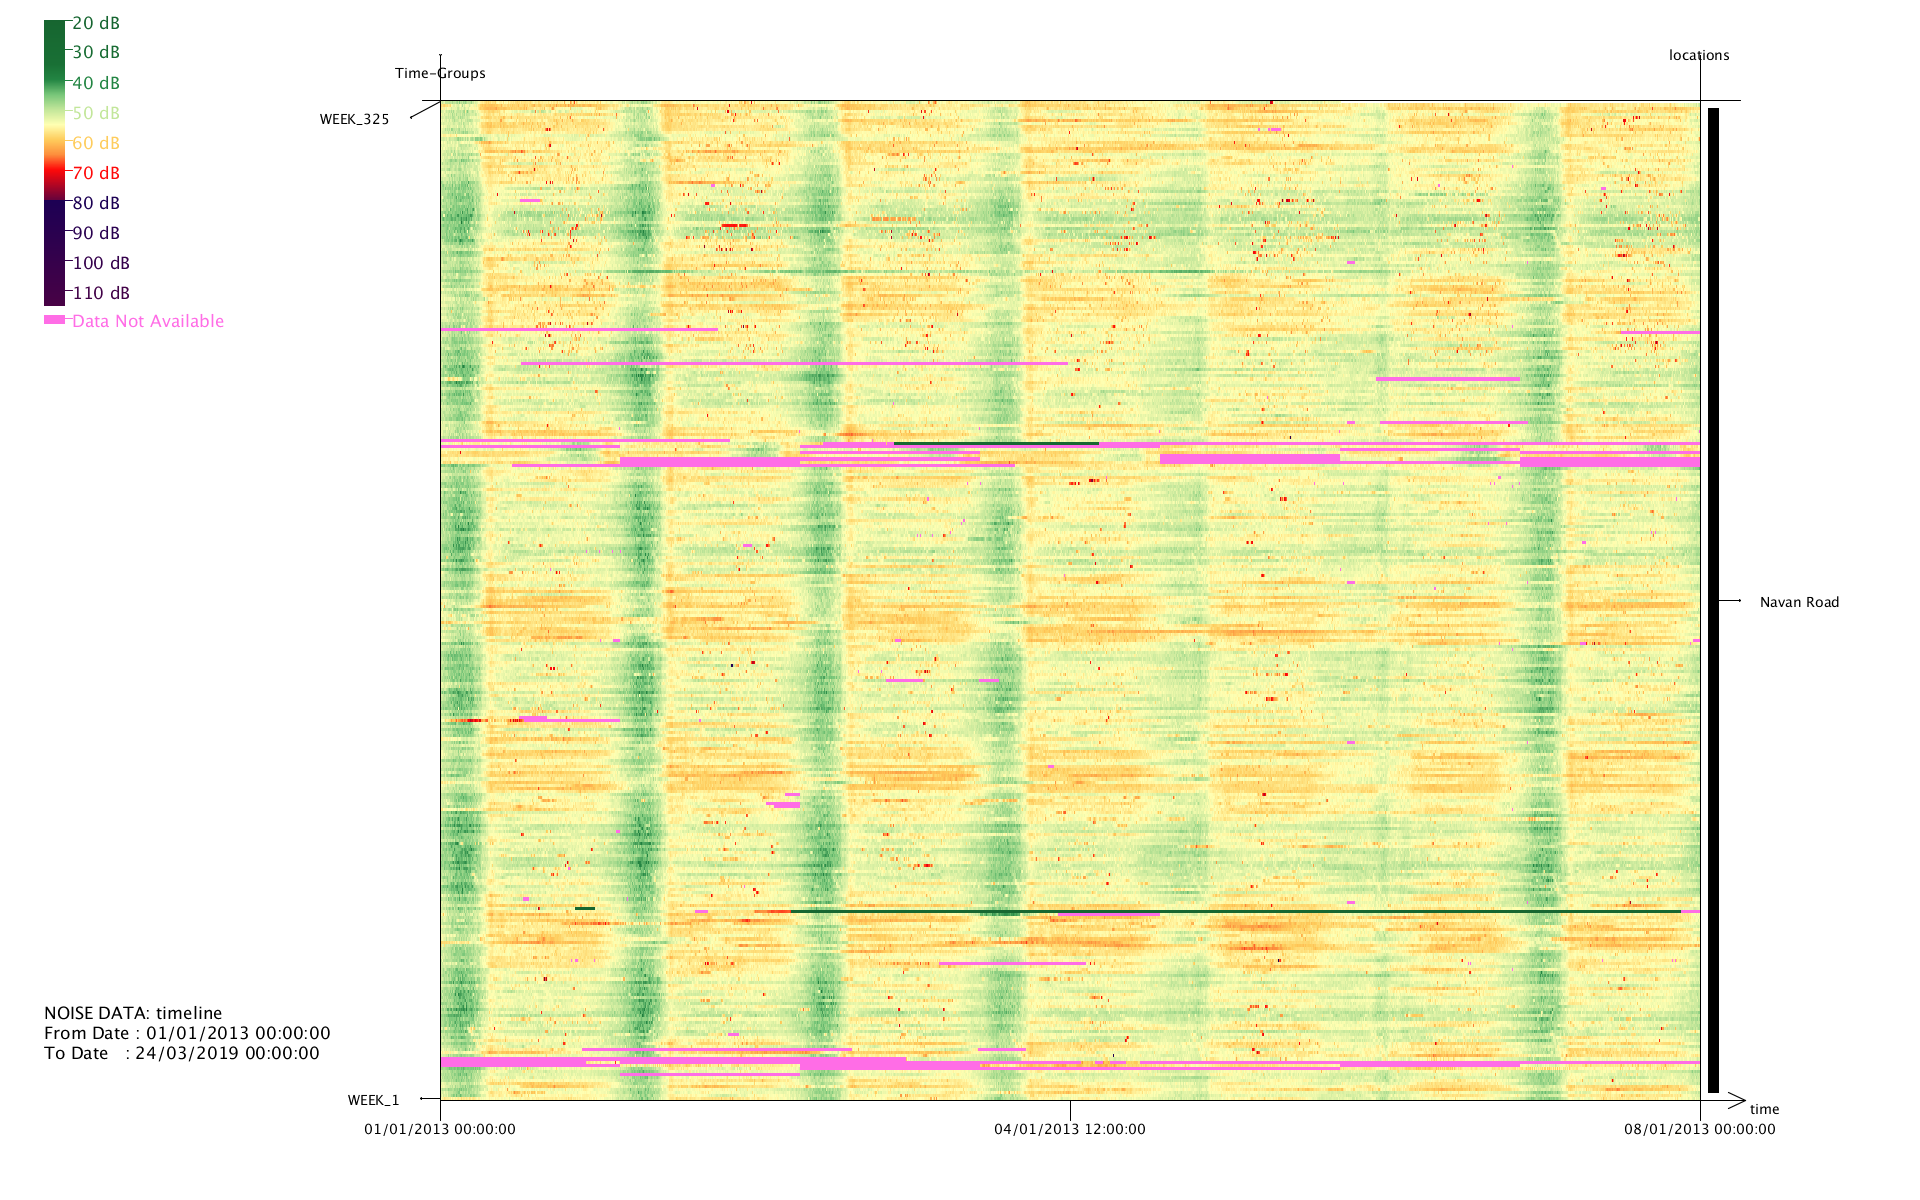 20 dB
30 dB
40 dB
50 dB
60 dB
70 dB
80 dB
90 dB
100 dB
110 dB
Data Not Available
Time-Groups
locations
WEEK_325
Navan Road
NOISE DATA: timeline
From Date : 01/01/2013 00:00:00
To Date : 24/03/2019 00:00:00
WEEK_1
time
01/01/2013 00:00:00
04/01/2013 12:00:00
08/01/2013 00:00:00